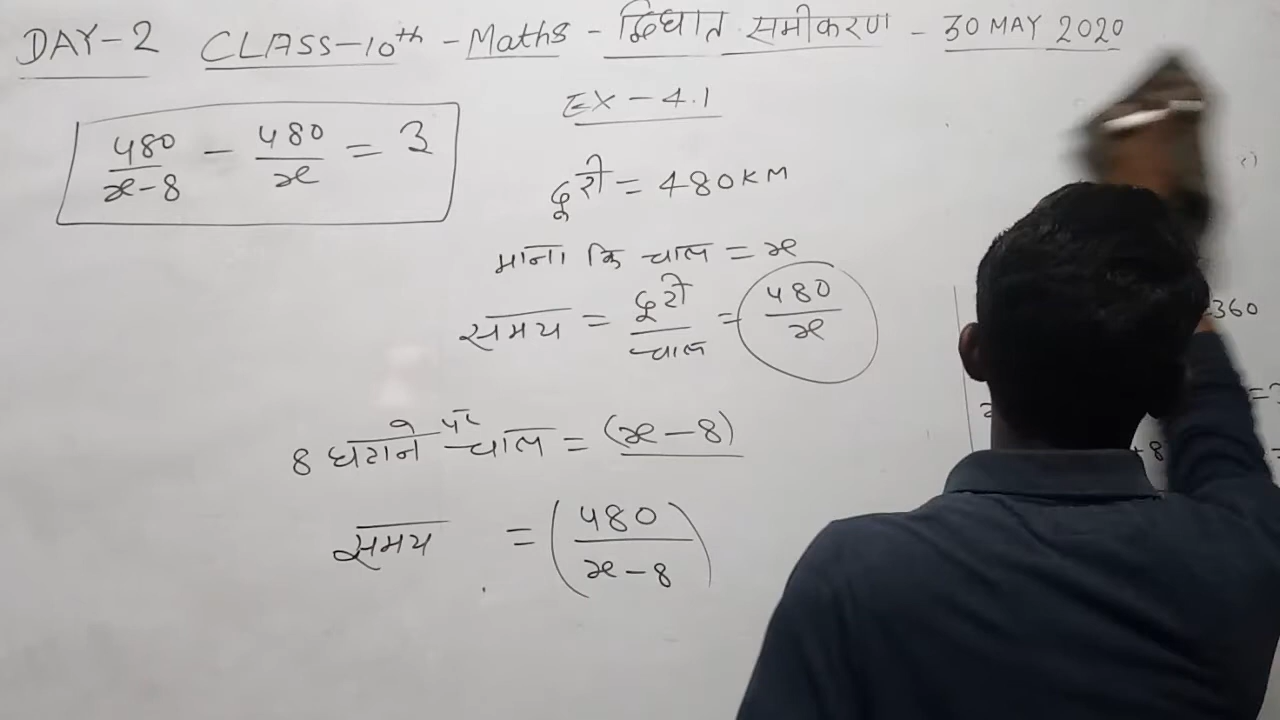 DAY-2 CLASS-10th - Maths - द्विघात समीकरण - 30 MAY 2020
EX - 4.1
480/x-8 - 480/x = 3
दूरी = 480KM
माना कि चाल = x
समय = दूरी/चाल = 480/x
8 घटाने पर चाल = (x-8)
समय = (480/x-8)
=360
+8